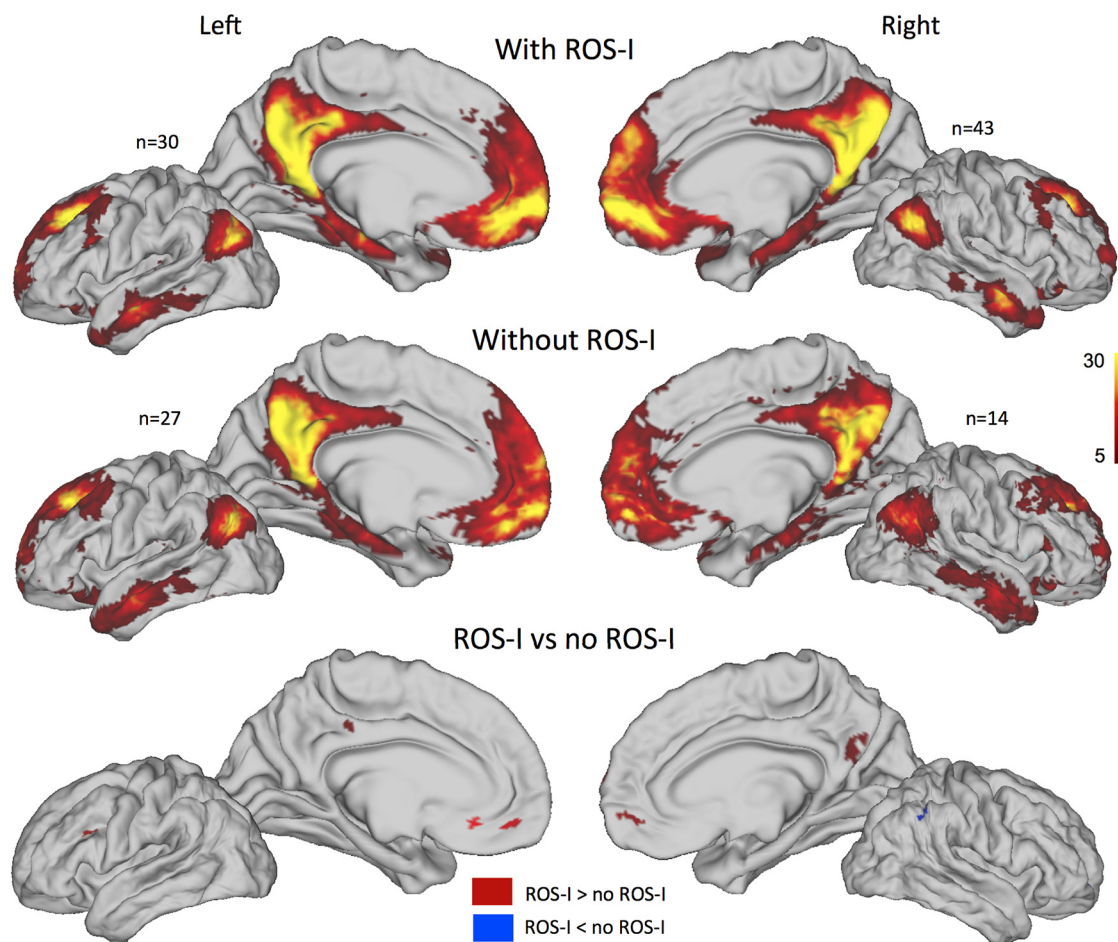 Left
Right
With ROS-I
n=30
n=43
Without ROS-I
n=27
n=14
30
5
ROS-I vs no ROS-I
ROS-I > no ROS-I
ROS-I < no ROS-I